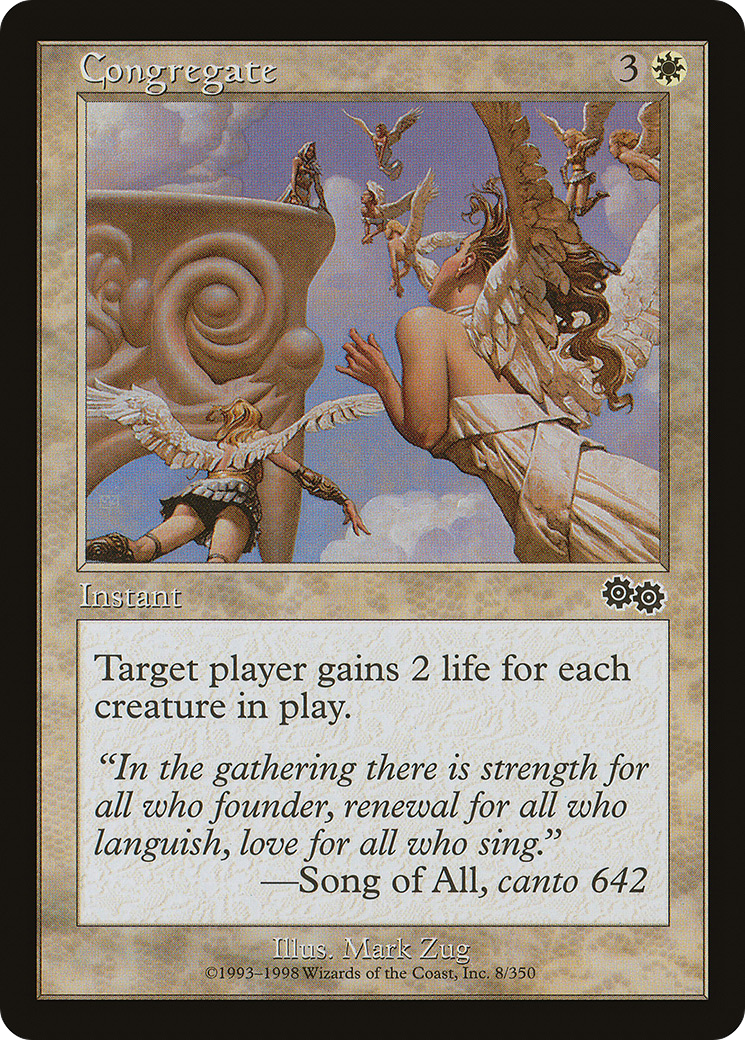 Congregate 3
Instant
Target player gains 2 life for each
creature in play.
“In the gathering there is strength for
all who founder, renewal for all who
languish, love for all who sing.”
—Song of All, canto 642
Illus. Mark Zug
©1993–1998 Wizards of the Coast, Inc. 8/350